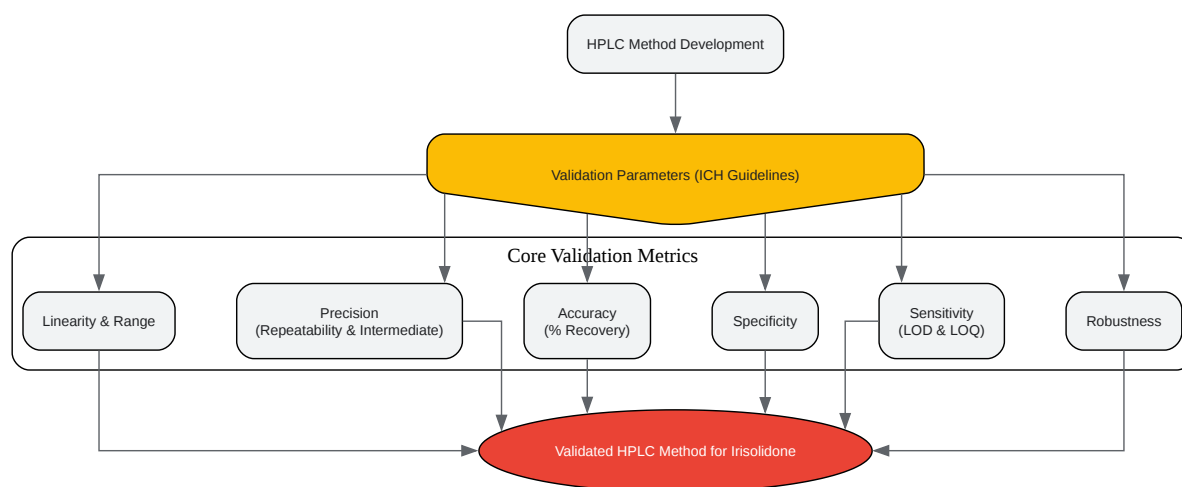 HPLC Method Development
Validation Parameters (ICH Guidelines)
Core Validation Metrics
Linearity & Range
Precision
(Repeatability & Intermediate)
Accuracy
(% Recovery)
Specificity
Sensitivity
(LOD & LOQ)
Robustness
Validated HPLC Method for Irisolidone